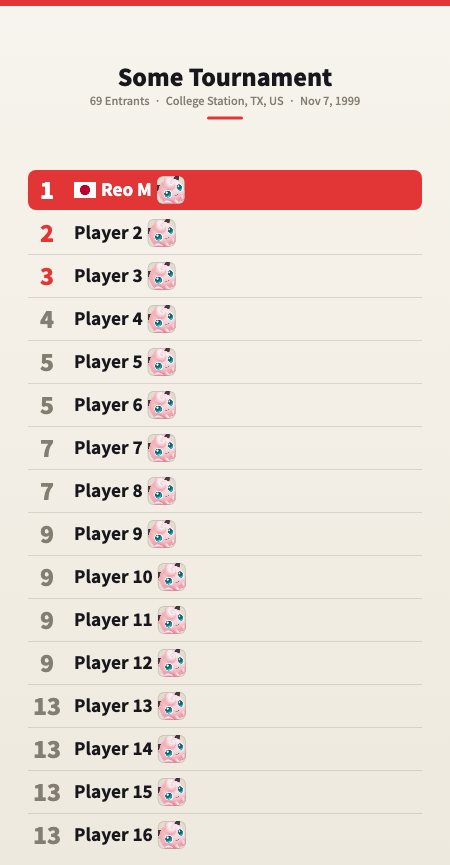 Some Tournament
69 Entrants · College Station, TX, US · Nov 7, 1999
1 Reo M
2 Player 2
3 Player 3
4 Player 4
5 Player 5
5 Player 6
7 Player 7
7 Player 8
9 Player 9
9 Player 10
9 Player 11
9 Player 12
13 Player 13
13 Player 14
13 Player 15
13 Player 16